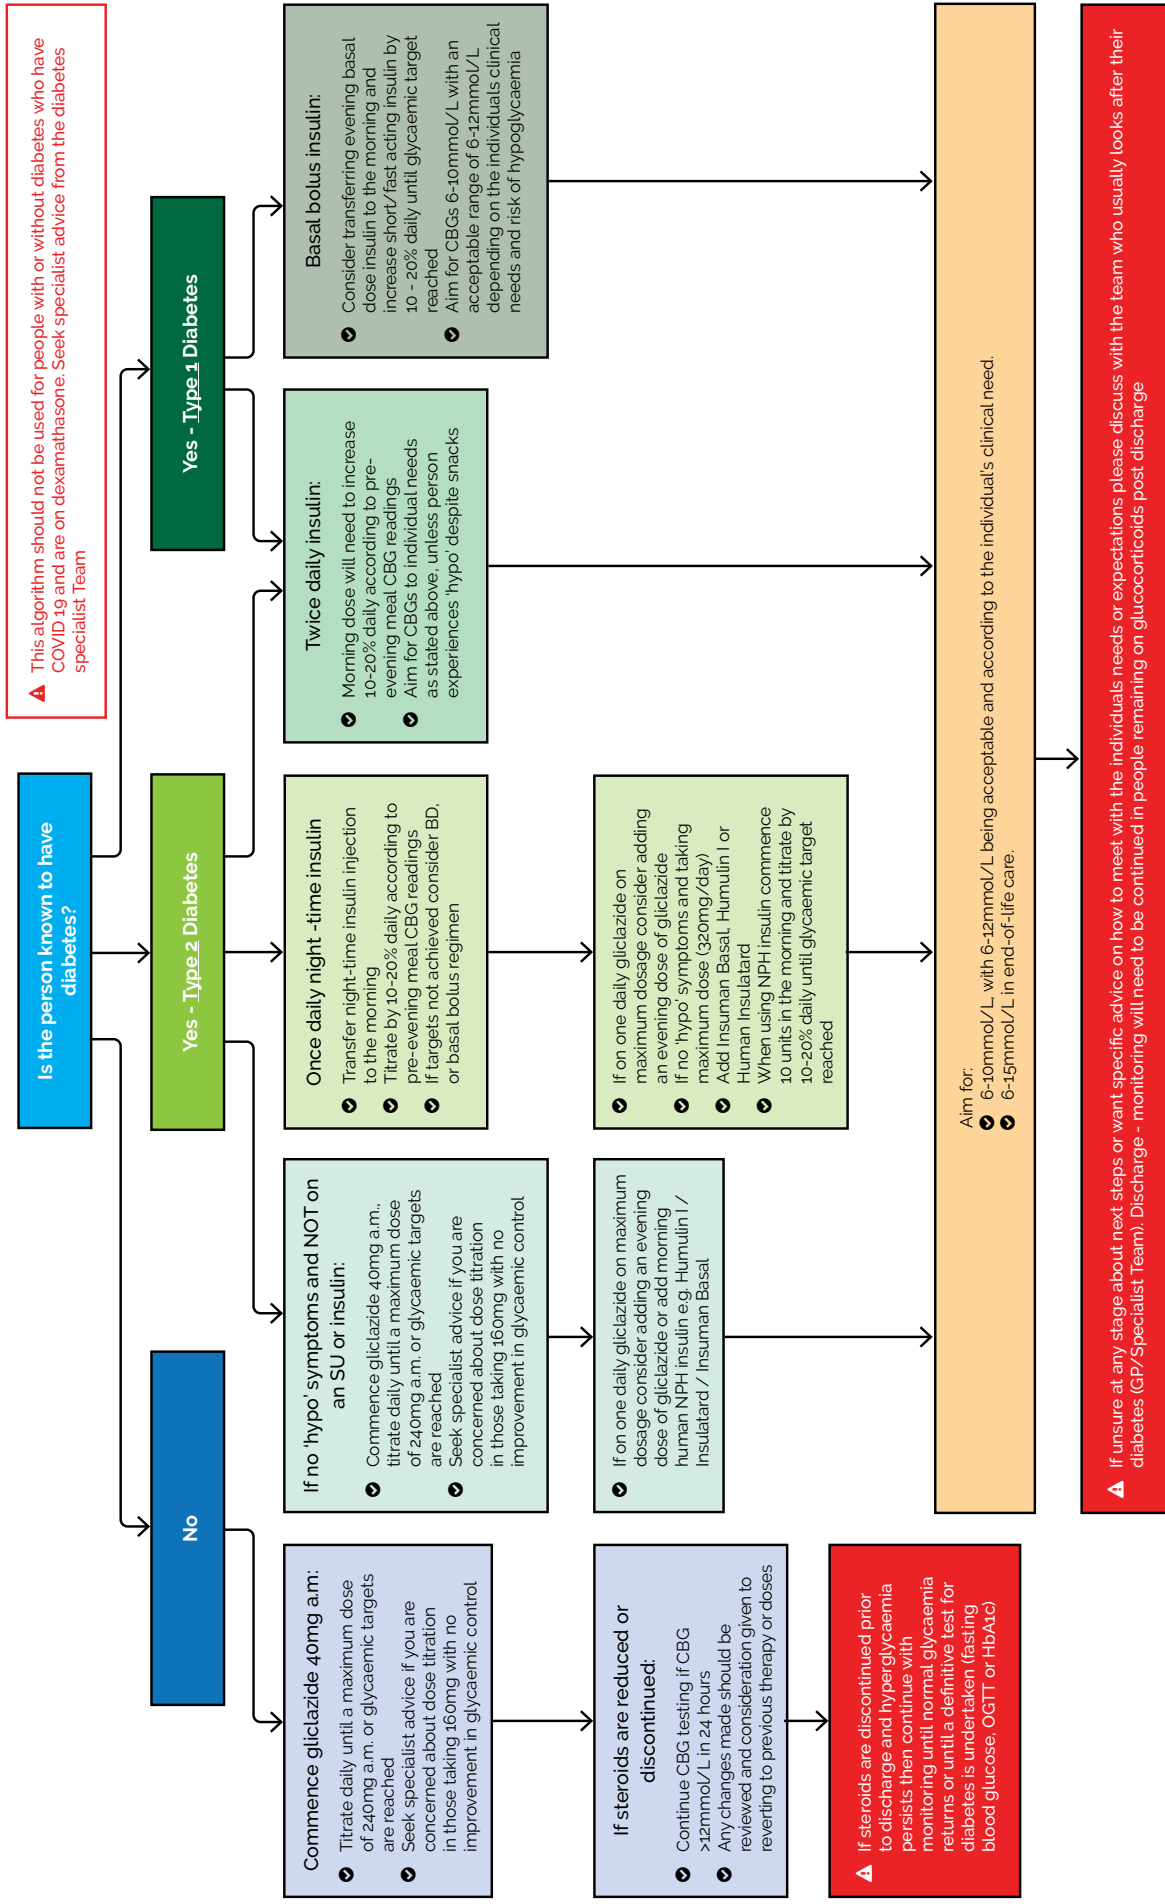 ⚠ This algorithm should not be used for people with or without diabetes who have
COVID 19 and are on dexamathasone. Seek specialist advice from the diabetes
specialist Team
Is the person known to have
diabetes?
No
Yes - Type 2 Diabetes
Yes - Type 1 Diabetes
Commence gliclazide 40mg a.m:
Titrate daily until a maximum dose
of 240mg a.m. or glycaemic targets
are reached
Seek specialist advice if you are
concerned about dose titration
in those taking 160mg with no
improvement in glycaemic control
If steroids are reduced or
discontinued:
Continue CBG testing if CBG
>12mmol/L in 24 hours
Any changes made should be
reviewed and consideration given to
reverting to previous therapy or doses
⚠ If steroids are discontinued prior
to discharge and hyperglycaemia
persists then continue with
monitoring until normal glycaemia
returns or until a definitive test for
diabetes is undertaken (fasting
blood glucose, OGTT or HbA1c)
If no 'hypo' symptoms and NOT on
an SU or insulin:
Commence gliclazide 40mg a.m.,
titrate daily until a maximum dose
of 240mg a.m. or glycaemic targets
are reached
Seek specialist advice if you are
concerned about dose titration
in those taking 160mg with no
improvement in glycaemic control
If on one daily gliclazide on maximum
dosage consider adding an evening
dose of gliclazide or add morning
human NPH insulin e.g. Humulin I /
Insulatard / Insuman Basal
Once daily night -time insulin
Transfer night-time insulin injection
to the morning
Titrate by 10-20% daily according to
pre-evening meal CBG readings
If targets not achieved consider BD,
or basal bolus regimen
If on one daily gliclazide on
maximum dosage consider adding
an evening dose of gliclazide
If no 'hypo' symptoms and taking
maximum dose (320mg/day)
Add Insuman Basal, Humulin I or
Human Insulatard
When using NPH insulin commence
10 units in the morning and titrate by
10-20% daily until glycaemic target
reached
Twice daily insulin:
Morning dose will need to increase
10-20% daily according to pre-
evening meal CBG readings
Aim for CBGs to individual needs
as stated above, unless person
experiences 'hypo' despite snacks
Basal bolus insulin:
Consider transferring evening basal
dose insulin to the morning and
increase short/fast acting insulin by
10 - 20% daily until glycaemic target
reached
Aim for CBGs 6-10mmol/L with an
acceptable range of 6-12mmol/L
depending on the individuals clinical
needs and risk of hypoglycaemia
Aim for:
6-10mmol/L, with 6-12mmol/L being acceptable and according to the individual's clinical need.
6-15mmol/L in end-of-life care.
⚠ If unsure at any stage about next steps or want specific advice on how to meet with the individuals needs or expectations please discuss with the team who usually looks after their
diabetes (GP/Specialist Team). Discharge - monitoring will need to be continued in people remaining on glucocorticoids post discharge